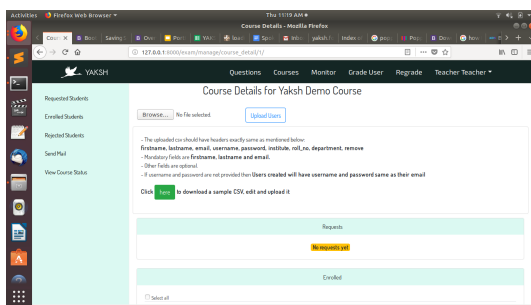 Activities
Firefox Web Browser
Thu 11:19 AM
Course Details - Mozilla Firefox
127.0.0.1:8000/exam/manage/course_detail/1/
YAKSH
Questions
Courses
Monitor
Grade User
Regrade
Teacher Teacher
Requested Students
Enrolled Students
Rejected Students
Send Mail
View Course Status
Course Details for Yaksh Demo Course
Browse... No file selected.
Upload Users
- The uploaded csv should have headers exactly same as mentioned below:
firstname, lastname, email, username, password, institute, roll_no, department, remove
- Mandatory fields are firstname, lastname and email.
- Other fields are optional.
- If username and password are not provided then Users created will have username and password same as their email
Click here to download a sample CSV, edit and upload it
Requests
No requests yet
Enrolled
Select all